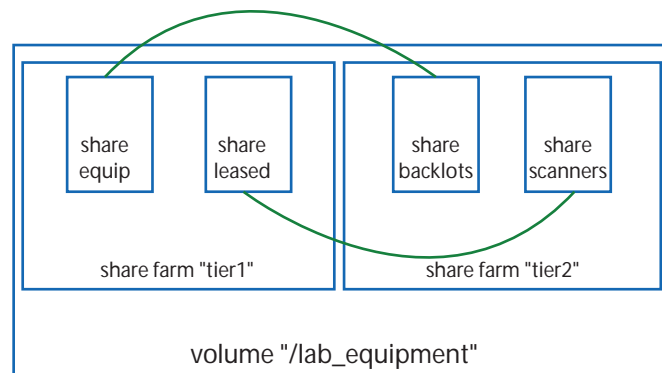 share
equip
share
leased
share
backlots
share
scanners
share farm "tier1"
share farm "tier2"
volume "/lab_equipment"